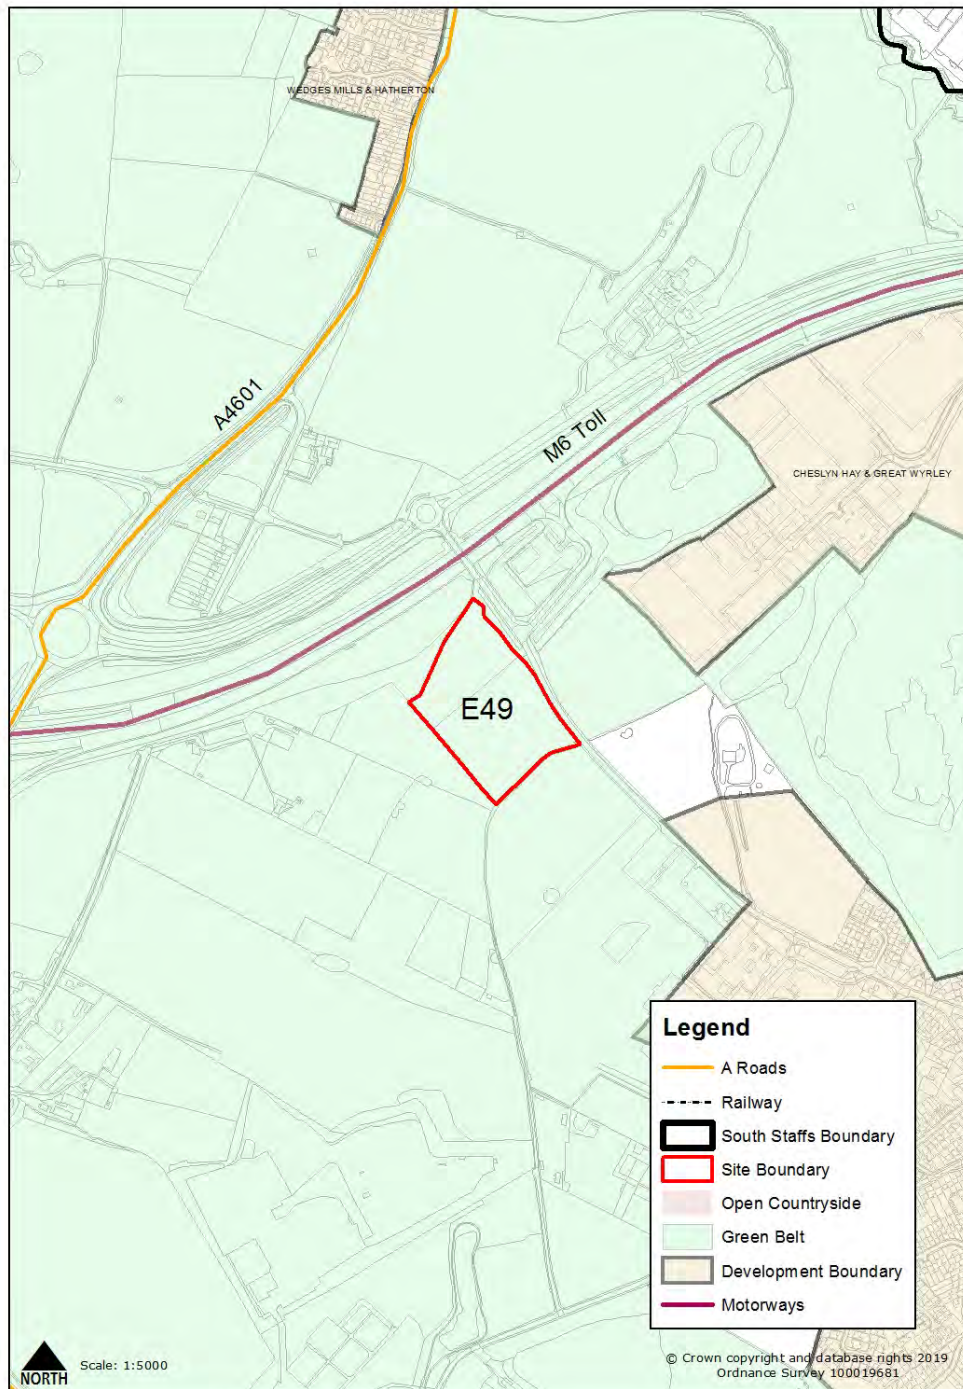 WEDGES MILLS & HATHERTON
A4601
M6 Toll
CHESLYN HAY & GREAT WYRLEY
E49
Legend
A Roads
Railway
South Staffs Boundary
Site Boundary
Open Countryside
Green Belt
Development Boundary
Motorways
NORTH
Scale: 1:5000
© Crown copyright and database rights 2019
Ordnance Survey 100019681